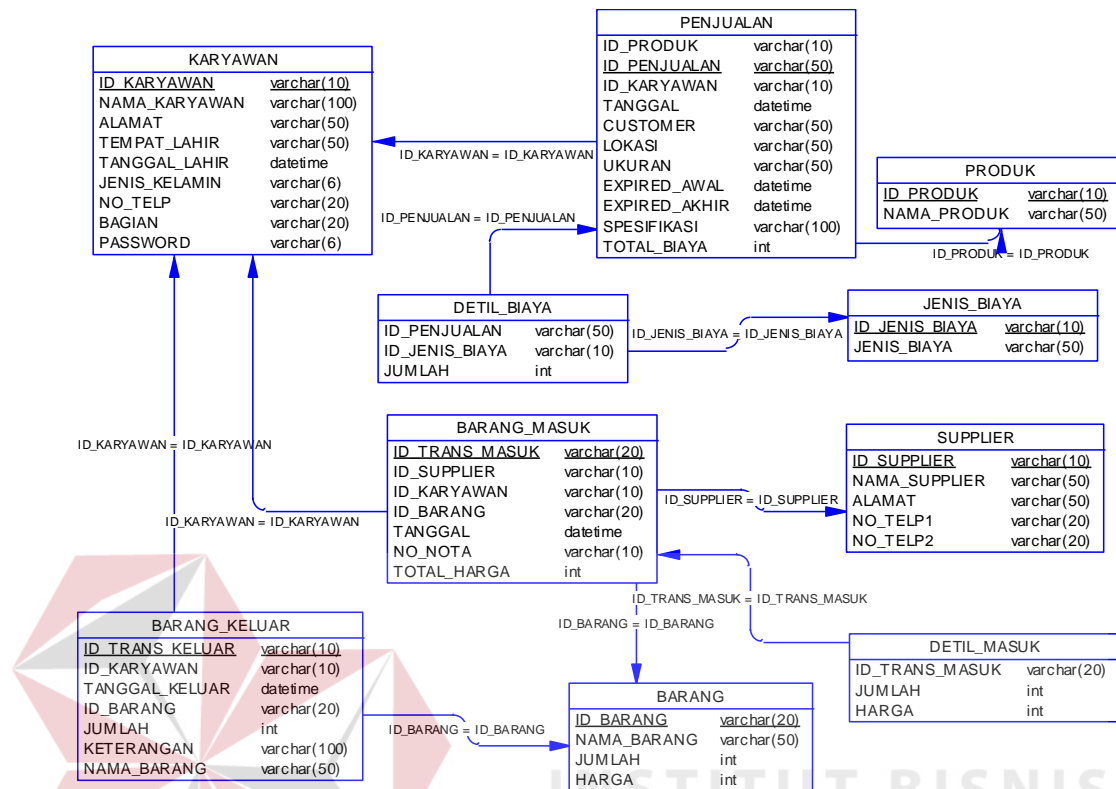 KARYAWAN
ID_KARYAWAN varchar(10)
NAMA_KARYAWAN varchar(100)
ALAMAT varchar(50)
TEMPAT_LAHIR varchar(50)
TANGGAL_LAHIR datetime
JENIS_KELAMIN varchar(6)
NO_TELP varchar(20)
BAGIAN varchar(20)
PASSWORD varchar(6)
PENJUALAN
ID_PRODUK varchar(10)
ID_PENJUALAN varchar(50)
ID_KARYAWAN varchar(10)
TANGGAL datetime
CUSTOMER varchar(50)
LOKASI varchar(50)
UKURAN varchar(50)
EXPIRED_AWAL datetime
EXPIRED_AKHIR datetime
SPESIFIKASI varchar(100)
TOTAL_BIAYA int
ID_KARYAWAN = ID_KARYAWAN
PRODUK
ID_PRODUK varchar(10)
NAMA_PRODUK varchar(50)
ID_PRODUK = ID_PRODUK
ID_PENJUALAN = ID_PENJUALAN
DETIL_BIAYA
ID_PENJUALAN varchar(50)
ID_JENIS_BIAYA varchar(10)
JUMLAH int
ID_JENIS_BIAYA = ID_JENIS_BIAYA
JENIS_BIAYA
ID_JENIS_BIAYA varchar(10)
JENIS_BIAYA varchar(50)
ID_KARYAWAN = ID_KARYAWAN
BARANG_MASUK
ID_TRANS_MASUK varchar(20)
ID_SUPPLIER varchar(10)
ID_KARYAWAN varchar(10)
ID_BARANG varchar(20)
TANGGAL datetime
NO_NOTA varchar(10)
TOTAL_HARGA int
ID_SUPPLIER = ID_SUPPLIER
SUPPLIER
ID_SUPPLIER varchar(10)
NAMA_SUPPLIER varchar(50)
ALAMAT varchar(50)
NO_TELP1 varchar(20)
NO_TELP2 varchar(20)
ID_KARYAWAN = ID_KARYAWAN
ID_TRANS_MASUK = ID_TRANS_MASUK
ID_BARANG = ID_BARANG
BARANG_KELUAR
ID_TRANS_KELUAR varchar(10)
ID_KARYAWAN varchar(10)
TANGGAL_KELUAR datetime
ID_BARANG varchar(20)
JUMLAH int
KETERANGAN varchar(100)
NAMA_BARANG varchar(50)
ID_BARANG = ID_BARANG
DETIL_MASUK
ID_TRANS_MASUK varchar(20)
JUMLAH int
HARGA int
BARANG
ID_BARANG varchar(20)
NAMA_BARANG varchar(50)
JUMLAH int
HARGA int
INSTITUT BISNIS